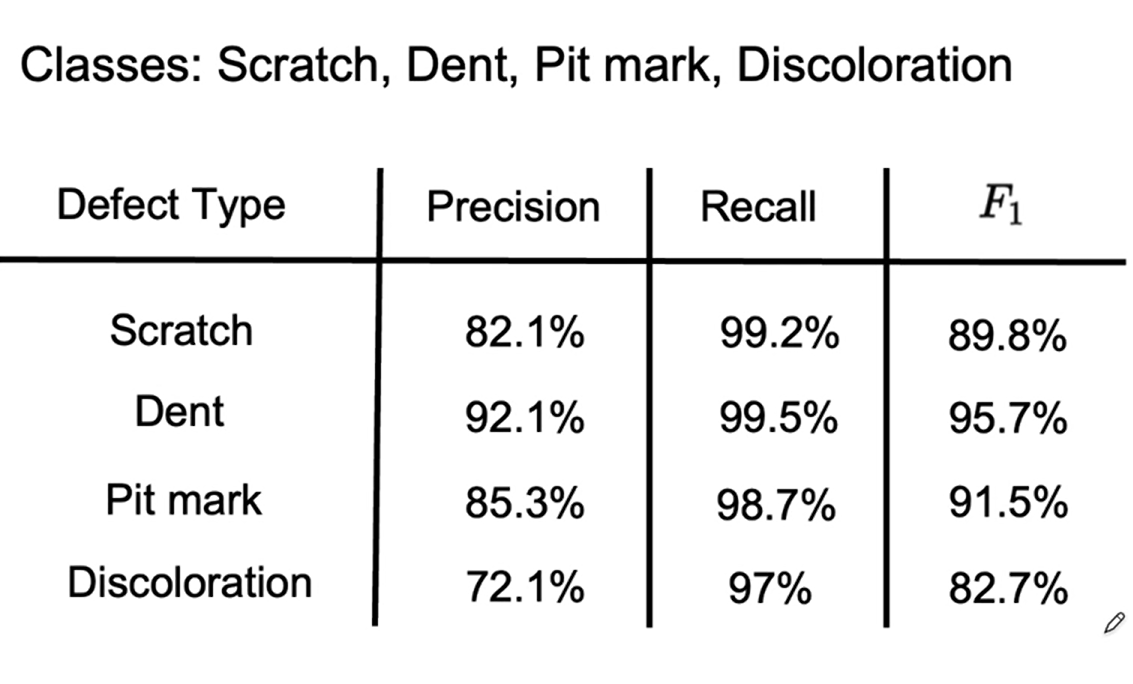 Classes: Scratch, Dent, Pit mark, Discoloration
Defect Type Precision Recall F₁
Scratch 82.1% 99.2% 89.8%
Dent 92.1% 99.5% 95.7%
Pit mark 85.3% 98.7% 91.5%
Discoloration 72.1% 97% 82.7%